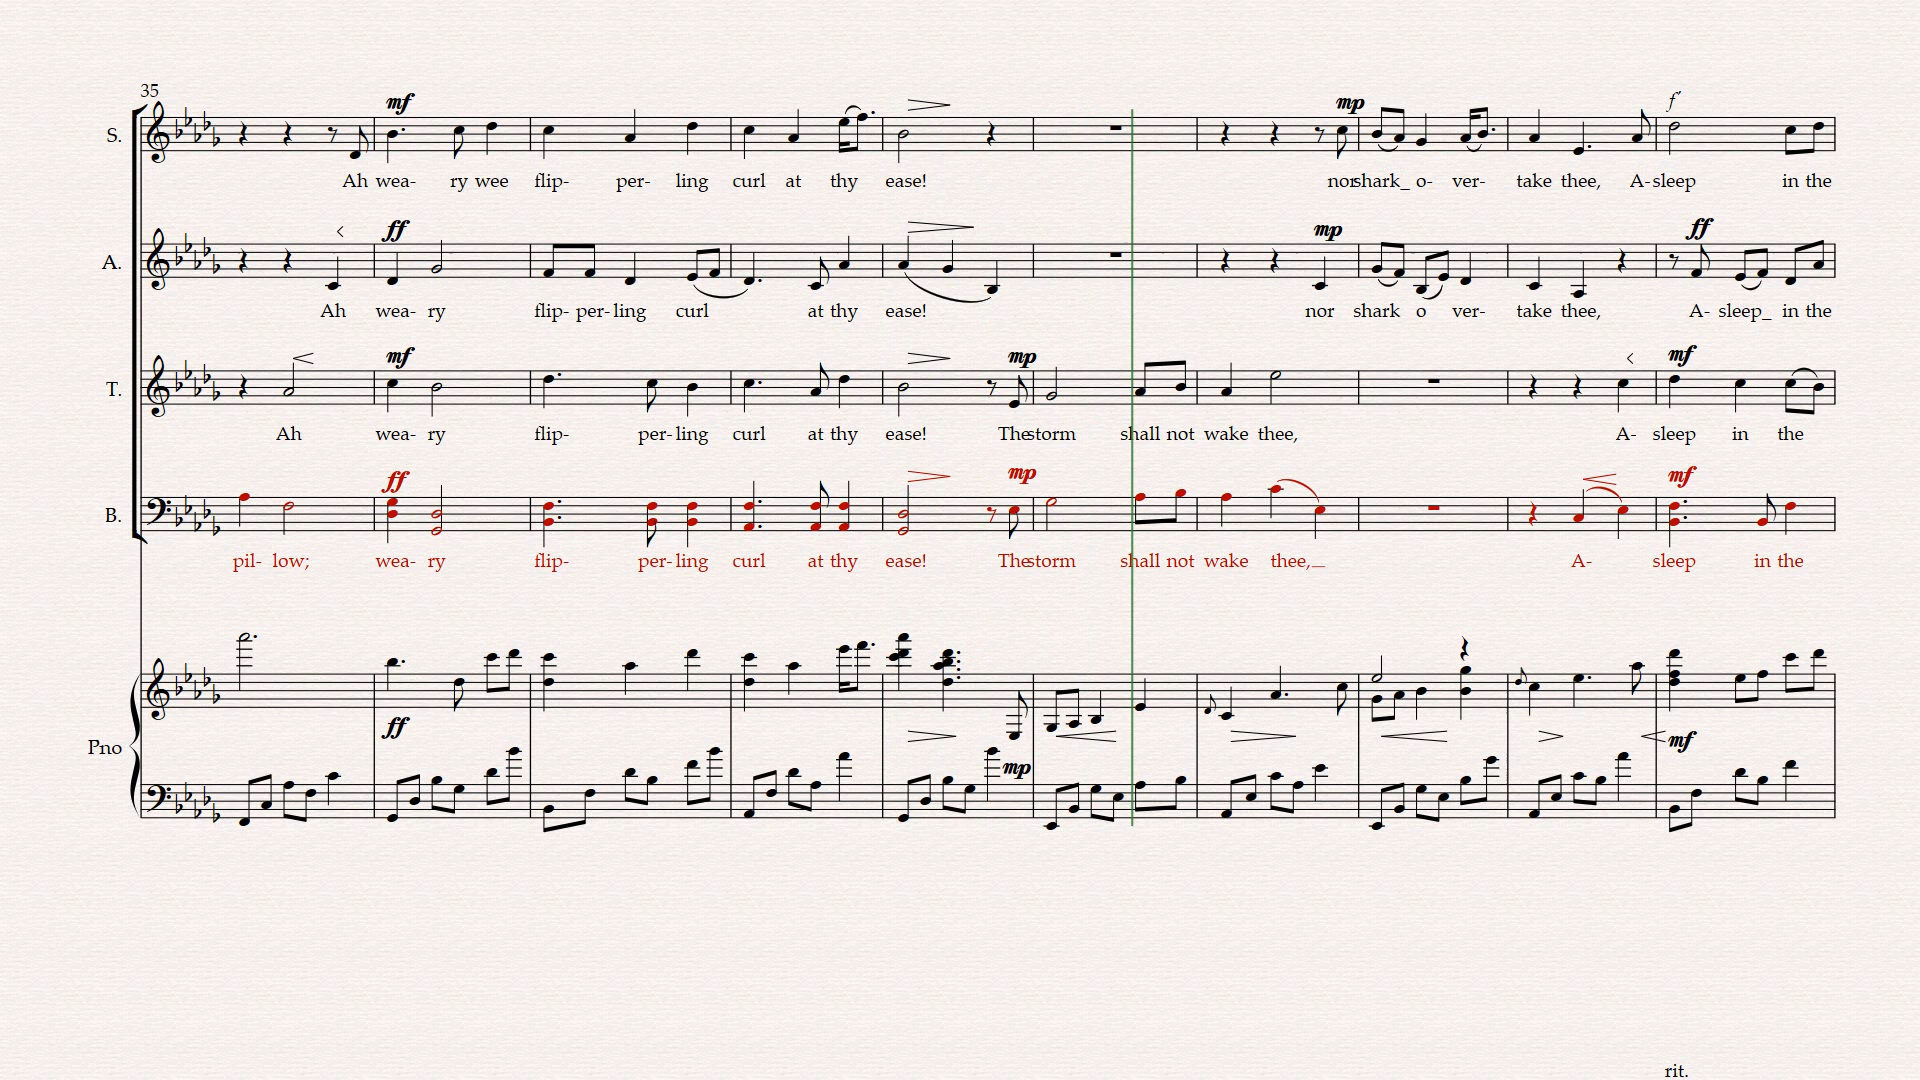 35
mf f
S.
Ah wea- ry wee flip- per- ling curl at thy ease! nor shark_ o- ver- take thee, A- sleep in the
mp
ff mp ff
A.
Ah wea- ry flip- per- ling curl at thy ease! nor shark o ver- take thee, A- sleep_ in the
mf mp mf
T.
Ah wea- ry flip- per- ling curl at thy ease! The storm shall not wake thee, A- sleep in the
ff mp mf
B.
pil- low; wea- ry flip- per- ling curl at thy ease! The storm shall not wake thee,_ A- sleep in the
ff mf
Pno
mp
rit.